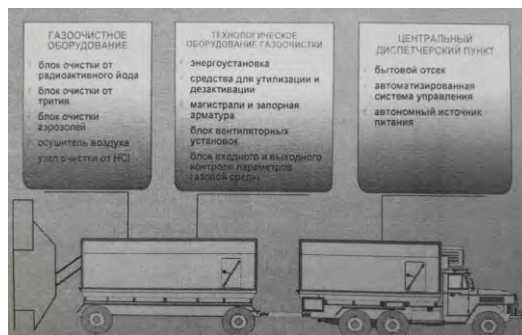 ГАЗООЧИСТНОЕ
ОБОРУДОВАНИЕ
блок очистки от
радиоактивного йода
блок очистки от
трития
блок очистки
аэрозолей
осушитель воздуха
узел очистки от HCl
ТЕХНОЛОГИЧЕСКОЕ
ОБОРУДОВАНИЕ ГАЗООЧИСТКИ
энергоустановка
средства для утилизации и
дезактивации
магистрали и запорная
арматура
блок вентиляторных
установок
блок входного и выходного
контроля параметров
газовой среды
ЦЕНТРАЛЬНЫЙ
ДИСПЕТЧЕРСКИЙ ПУНКТ
бытовой отсек
автоматизированная
система управления
автономный источник
питания